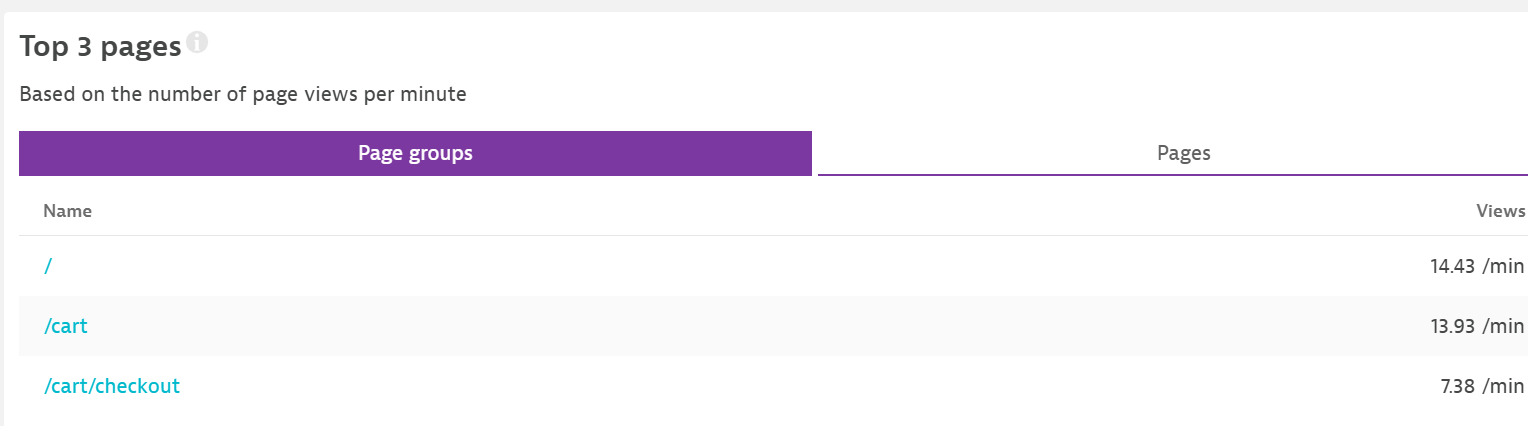 Top 3 pages
Based on the number of page views per minute
Page groups Pages
Name Views
/ 14.43 /min
/cart 13.93 /min
/cart/checkout 7.38 /min